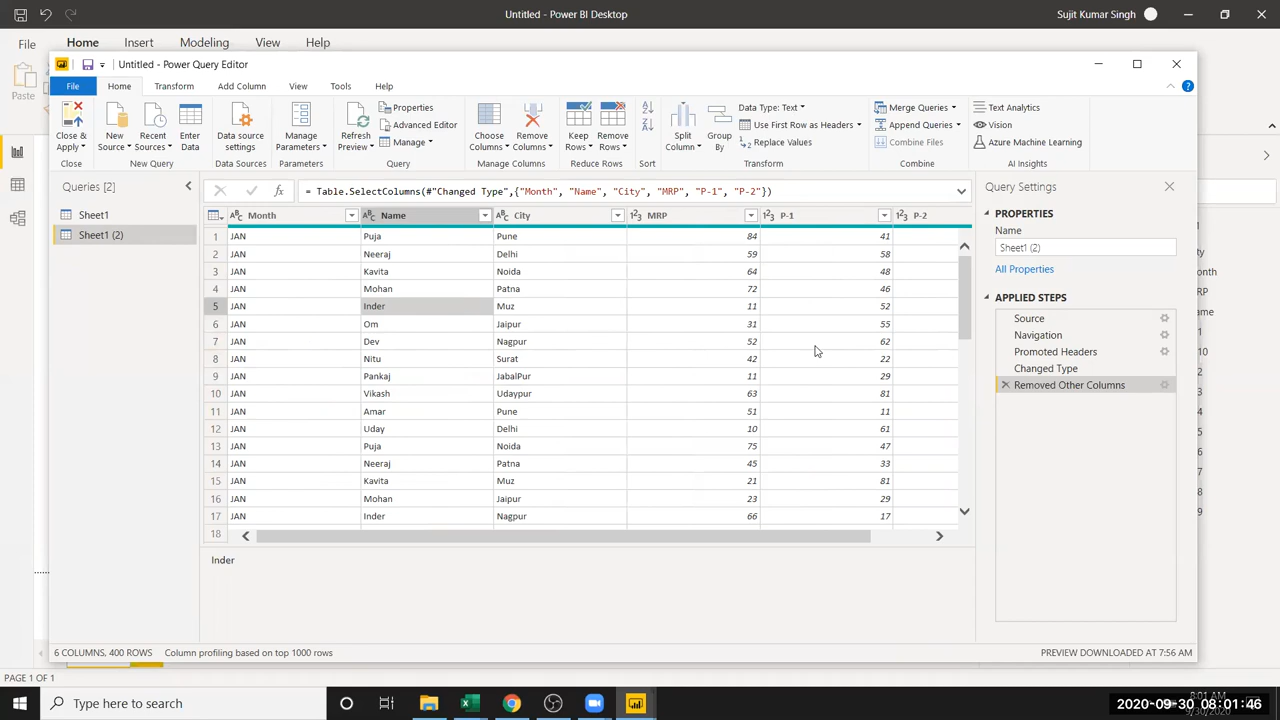 Untitled - Power BI Desktop
Sujit Kumar Singh
File
Home
Insert
Modeling
View
Help
Paste
Untitled - Power Query Editor
File
Home
Transform
Add Column
View
Tools
Help
Close &
Apply
Close
New
Source
Recent
Sources
Enter
Data
New Query
Data source
settings
Data Sources
Manage
Parameters
Parameters
Refresh
Preview
Properties
Advanced Editor
Manage
Query
Choose
Columns
Remove
Columns
Manage Columns
Keep
Rows
Remove
Rows
Reduce Rows
Sort
Split
Column
Group
By
Data Type: Text
Use First Row as Headers
Replace Values
Transform
Merge Queries
Append Queries
Combine Files
Combine
Text Analytics
Vision
Azure Machine Learning
AI Insights
Queries [2]
Sheet1
Sheet1 (2)
= Table.SelectColumns(#"Changed Type",{"Month", "Name", "City", "MRP", "P-1", "P-2"})
Month Name City MRP P-1 P-2
1 JAN Puja Pune 84 41
2 JAN Neeraj Delhi 59 58
3 JAN Kavita Noida 64 48
4 JAN Mohan Patna 72 46
5 JAN Inder Muz 11 52
6 JAN Om Jaipur 31 55
7 JAN Dev Nagpur 52 62
8 JAN Nitu Surat 42 22
9 JAN Pankaj JabalPur 11 29
10 JAN Vikash Udaypur 63 81
11 JAN Amar Pune 51 11
12 JAN Uday Delhi 10 61
13 JAN Puja Noida 75 47
14 JAN Neeraj Patna 45 33
15 JAN Kavita Muz 21 81
16 JAN Mohan Jaipur 23 29
17 JAN Inder Nagpur 66 17
18
Inder
Query Settings
PROPERTIES
Name
Sheet1 (2)
All Properties
APPLIED STEPS
Source
Navigation
Promoted Headers
Changed Type
Removed Other Columns
6 COLUMNS, 400 ROWS
Column profiling based on top 1000 rows
PREVIEW DOWNLOADED AT 7:56 AM
PAGE 1 OF 1
Type here to search
2020-09-30 08:01:46